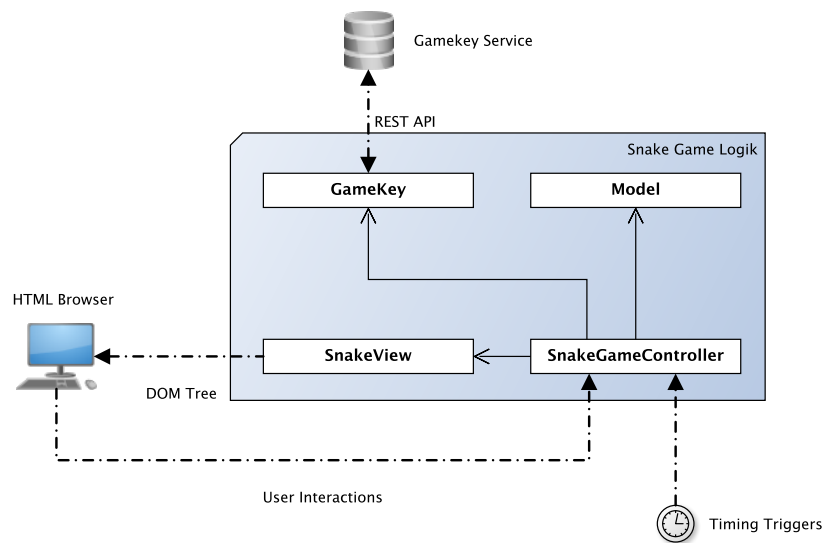 Gamekey Service
REST API
Snake Game Logik
GameKey
Model
HTML Browser
SnakeView
SnakeGameController
DOM Tree
User Interactions
Timing Triggers